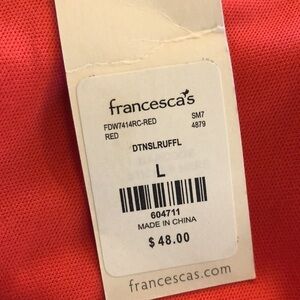 francesca's
FDW7414RC-RED SM7
RED 4879
DTNSLRUFFL
L
604711
MADE IN CHINA
$ 48.00
francescas.com